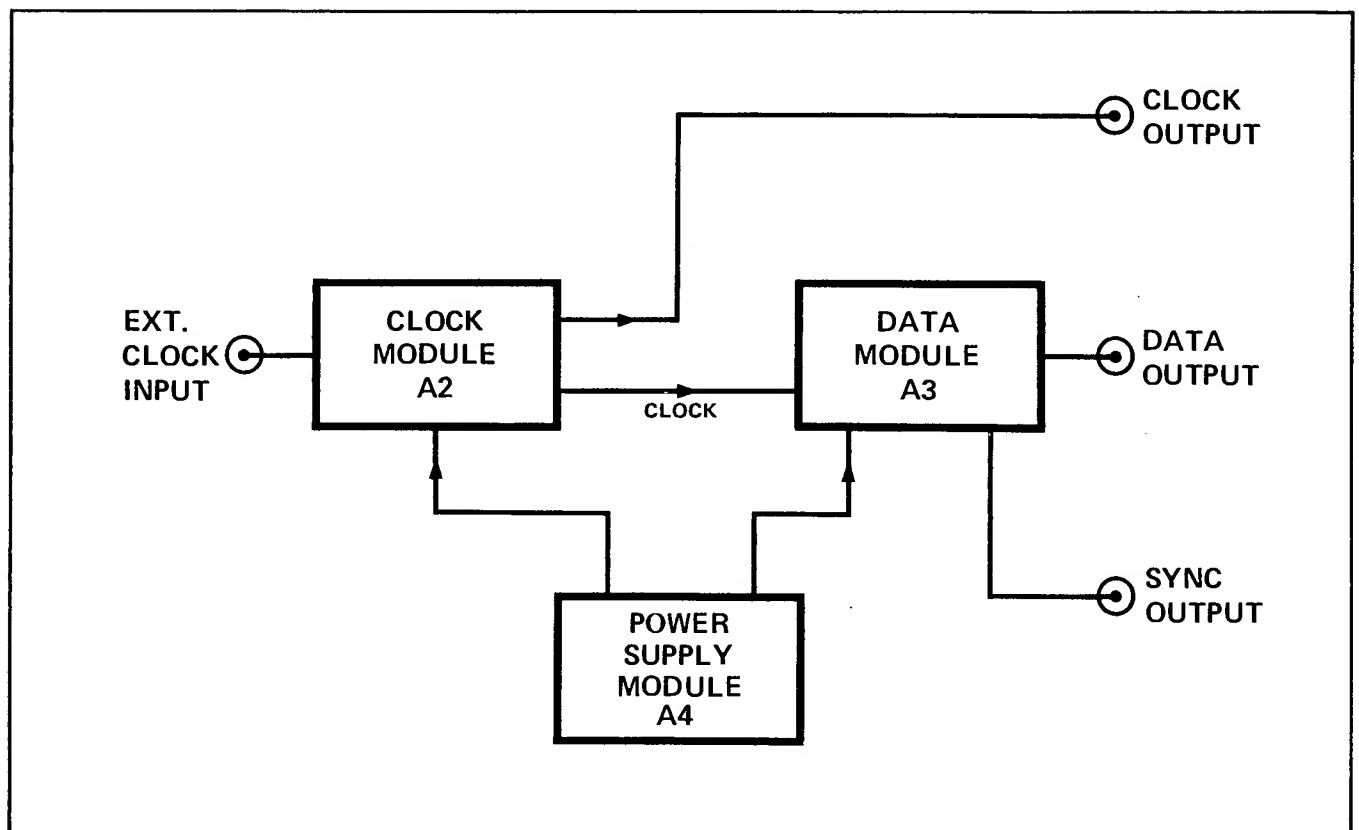 CLOCK
OUTPUT
EXT.
CLOCK
INPUT
CLOCK
MODULE
A2
CLOCK
DATA
MODULE
A3
DATA
OUTPUT
SYNC
OUTPUT
POWER
SUPPLY
MODULE
A4